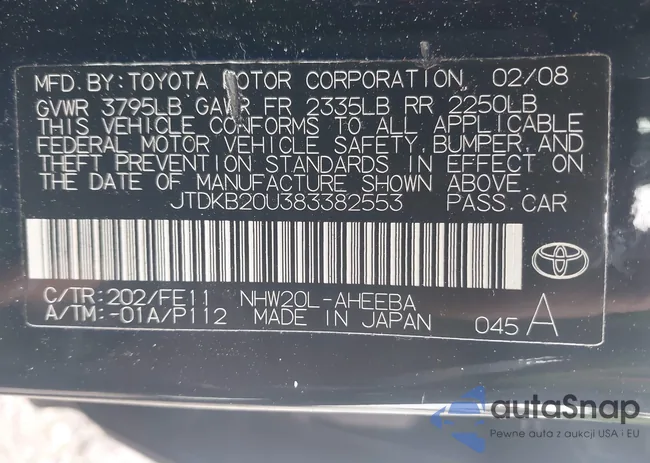 MFD. BY: TOYOTA MOTOR CORPORATION 02/08
GVWR 3795LB GAWR FR 2335LB RR 2250LB
THIS VEHICLE CONFORMS TO ALL APPLICABLE
FEDERAL MOTOR VEHICLE SAFETY, BUMPER, AND
THEFT PREVENTION STANDARDS IN EFFECT ON
THE DATE OF MANUFACTURE SHOWN ABOVE.
JTDKB20U383382553 PASS. CAR
C/TR: 202/FE11 NHW20L-AHEEBA
A/TM: -01A/P112 MADE IN JAPAN 045 A
autaSnap
Pewne auta z aukcji USA i EU